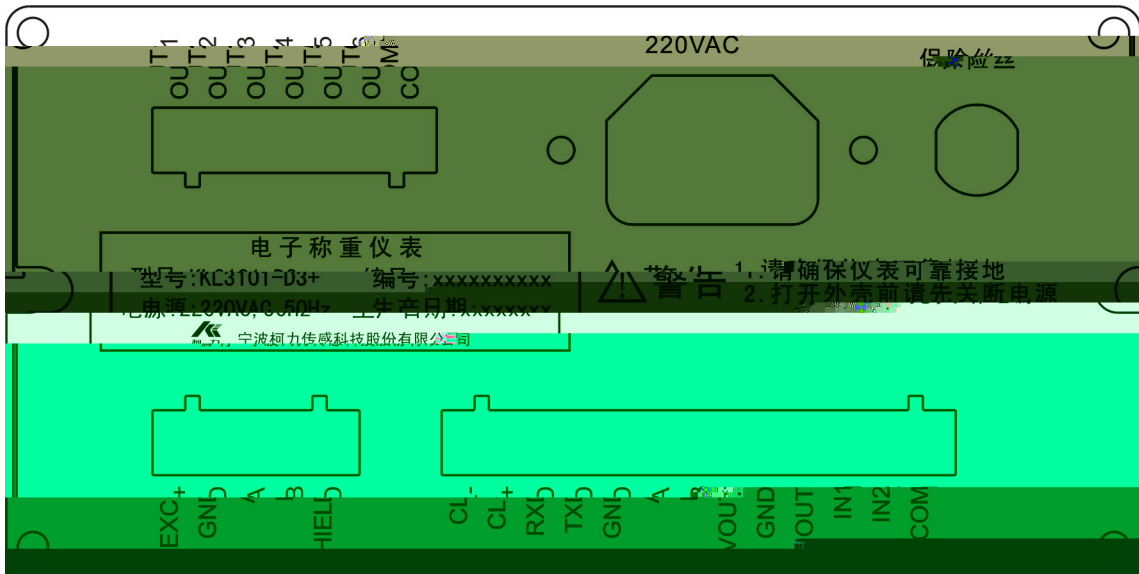 OUT1 OUT2 OUT3 OUT4 OUT5 OUT6 COM
220VAC
保险丝
电子称重仪表
型号:KL3101-D3+ 编号:xxxxxxxxxx
电源:220VAC,50Hz 生产日期:xxxxxxx
宁波柯力传感科技股份有限公司
警告
1.请确保仪表可靠接地
2.打开外壳前请先关断电源
EXC+ GND A B SHIELD
CL- CL+ RXD TXD GND A B VOUT GND IOUT IN1 IN2 COM